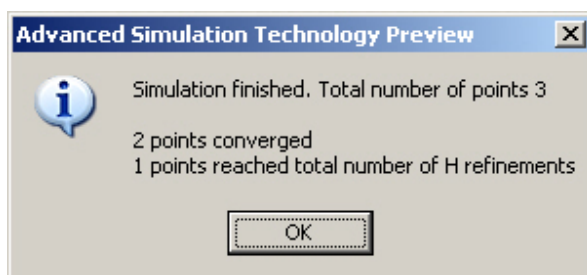 Advanced Simulation Technology Preview
Simulation finished. Total number of points 3
2 points converged
1 points reached total number of H refinements
OK